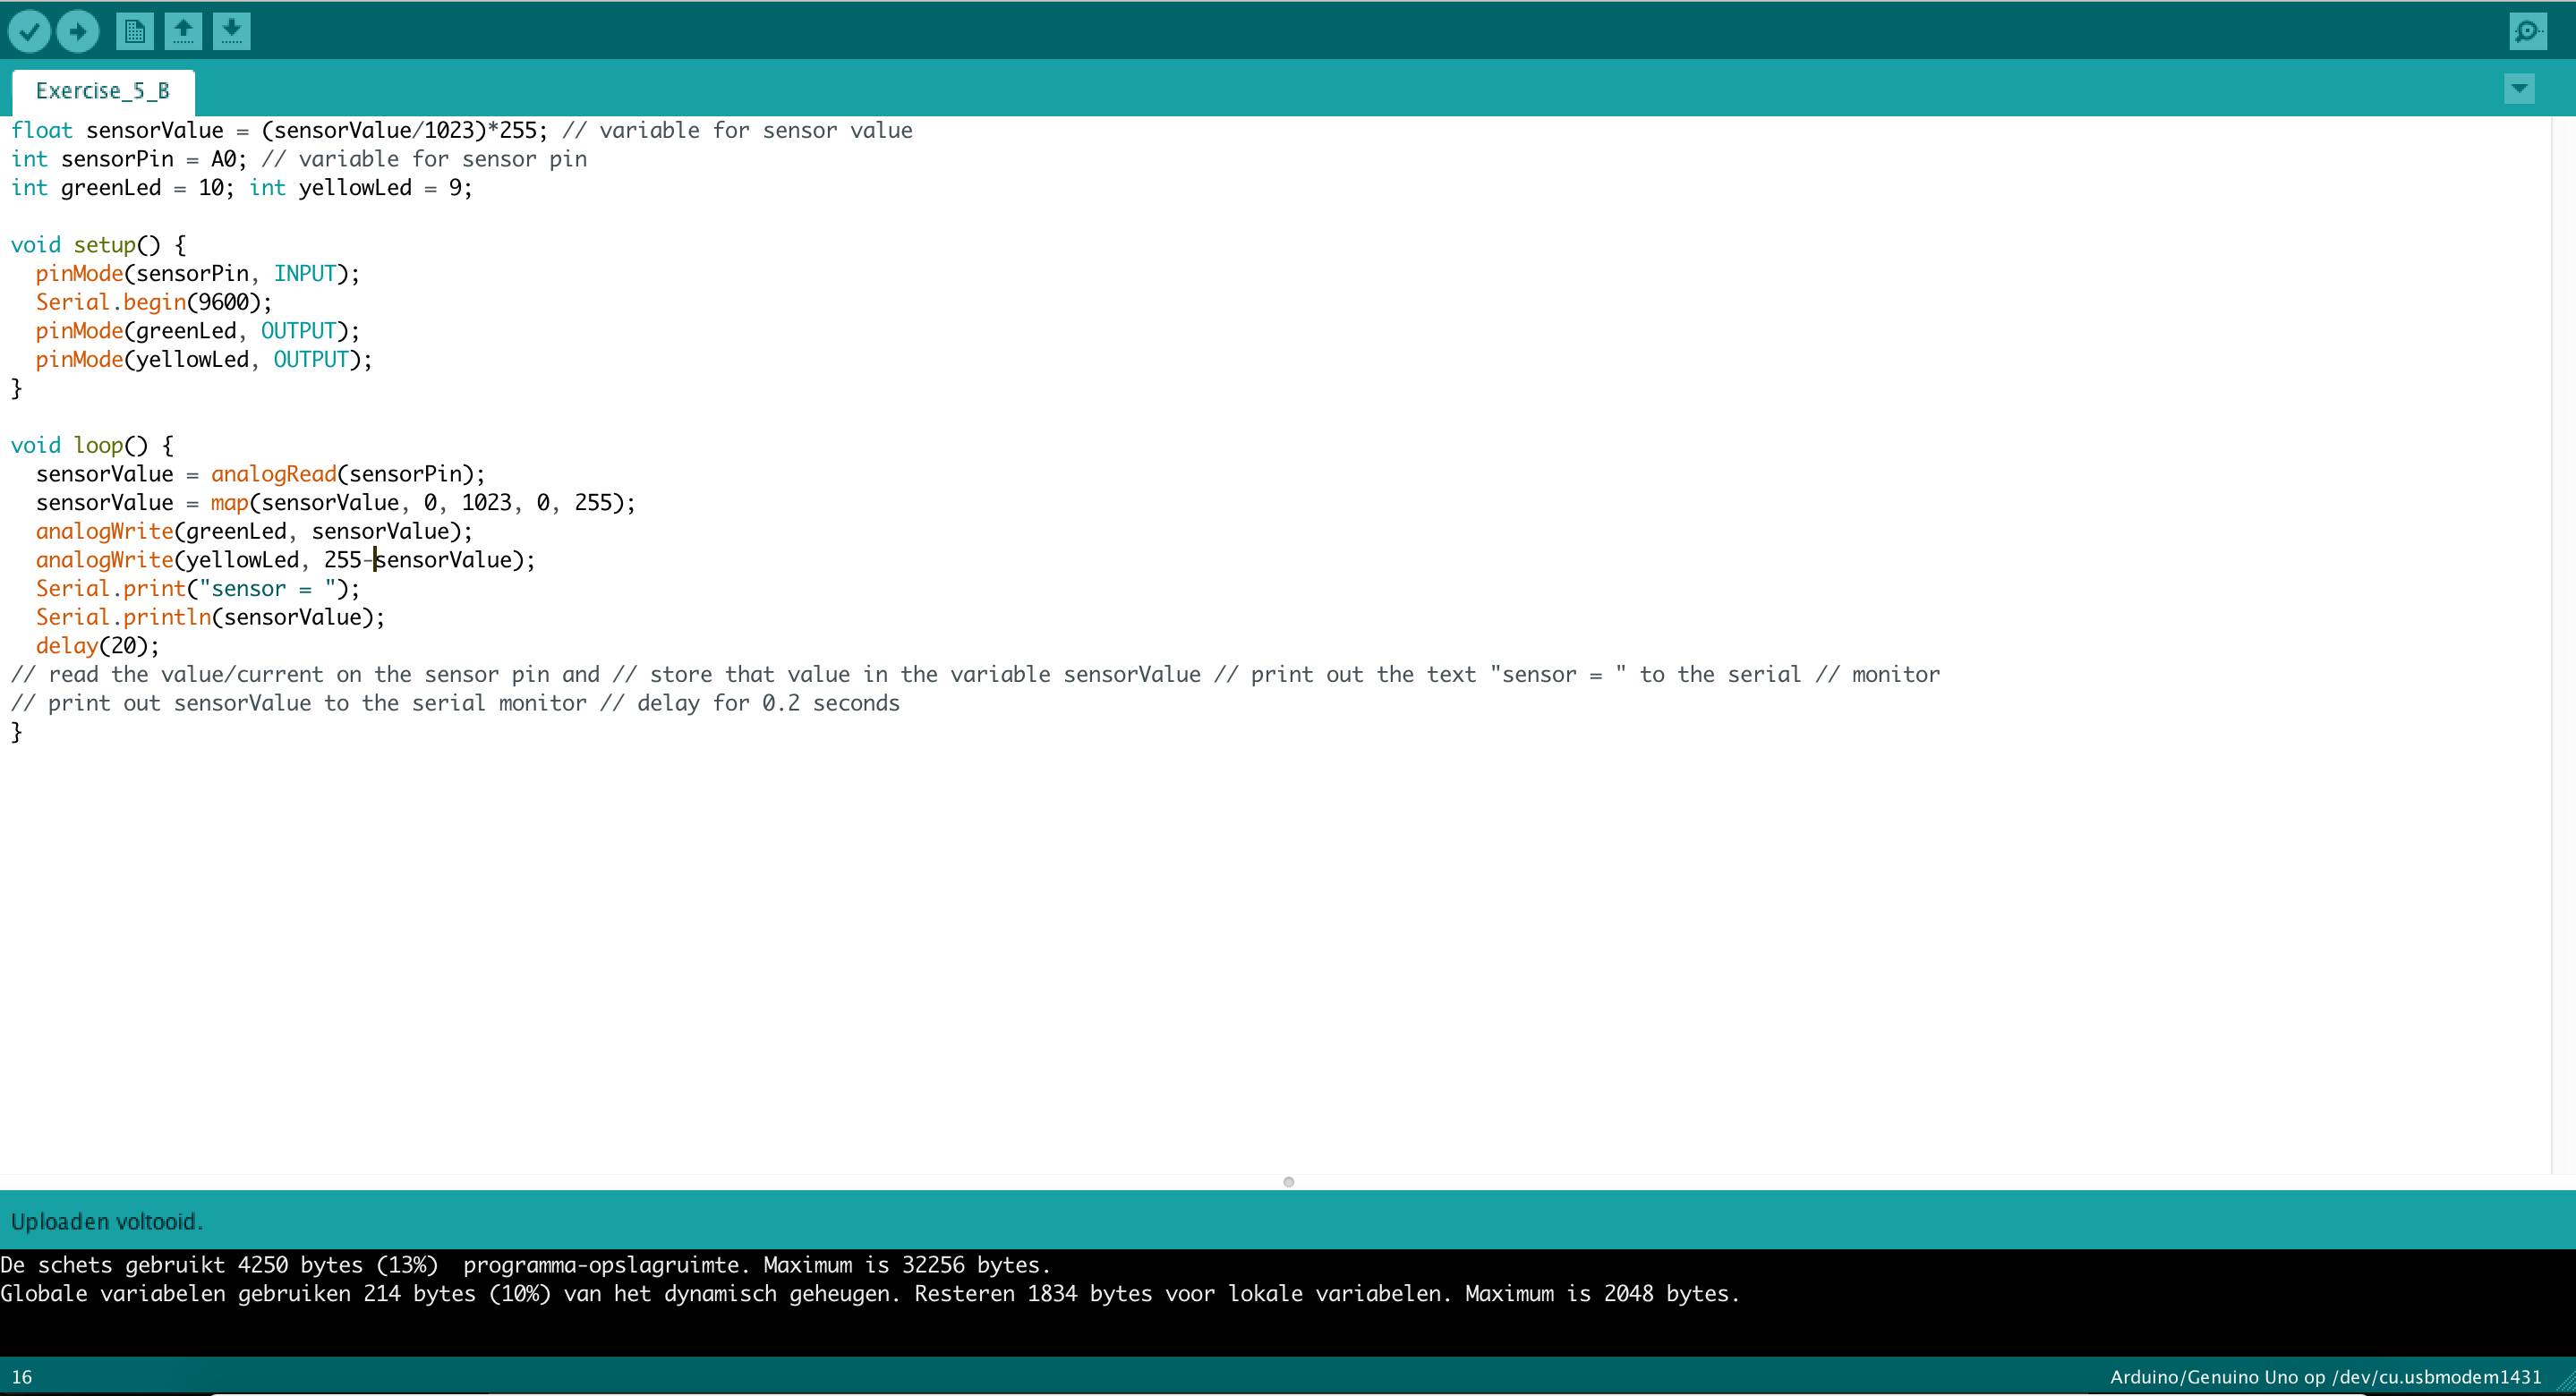 Exercise_5_B
float sensorValue = (sensorValue/1023)*255; // variable for sensor value
int sensorPin = A0; // variable for sensor pin
int greenLed = 10; int yellowLed = 9;
void setup() {
  pinMode(sensorPin, INPUT);
  Serial.begin(9600);
  pinMode(greenLed, OUTPUT);
  pinMode(yellowLed, OUTPUT);
}
void loop() {
  sensorValue = analogRead(sensorPin);
  sensorValue = map(sensorValue, 0, 1023, 0, 255);
  analogWrite(greenLed, sensorValue);
  analogWrite(yellowLed, 255-sensorValue);
  Serial.print("sensor = ");
  Serial.println(sensorValue);
  delay(20);
// read the value/current on the sensor pin and // store that value in the variable sensorValue // print out the text "sensor = " to the serial // monitor
// print out sensorValue to the serial monitor // delay for 0.2 seconds
}
Uploaden voltooid.
De schets gebruikt 4250 bytes (13%)  programma-opslagruimte. Maximum is 32256 bytes.
Globale variabelen gebruiken 214 bytes (10%) van het dynamisch geheugen. Resteren 1834 bytes voor lokale variabelen. Maximum is 2048 bytes.
16
Arduino/Genuino Uno op /dev/cu.usbmodem1431